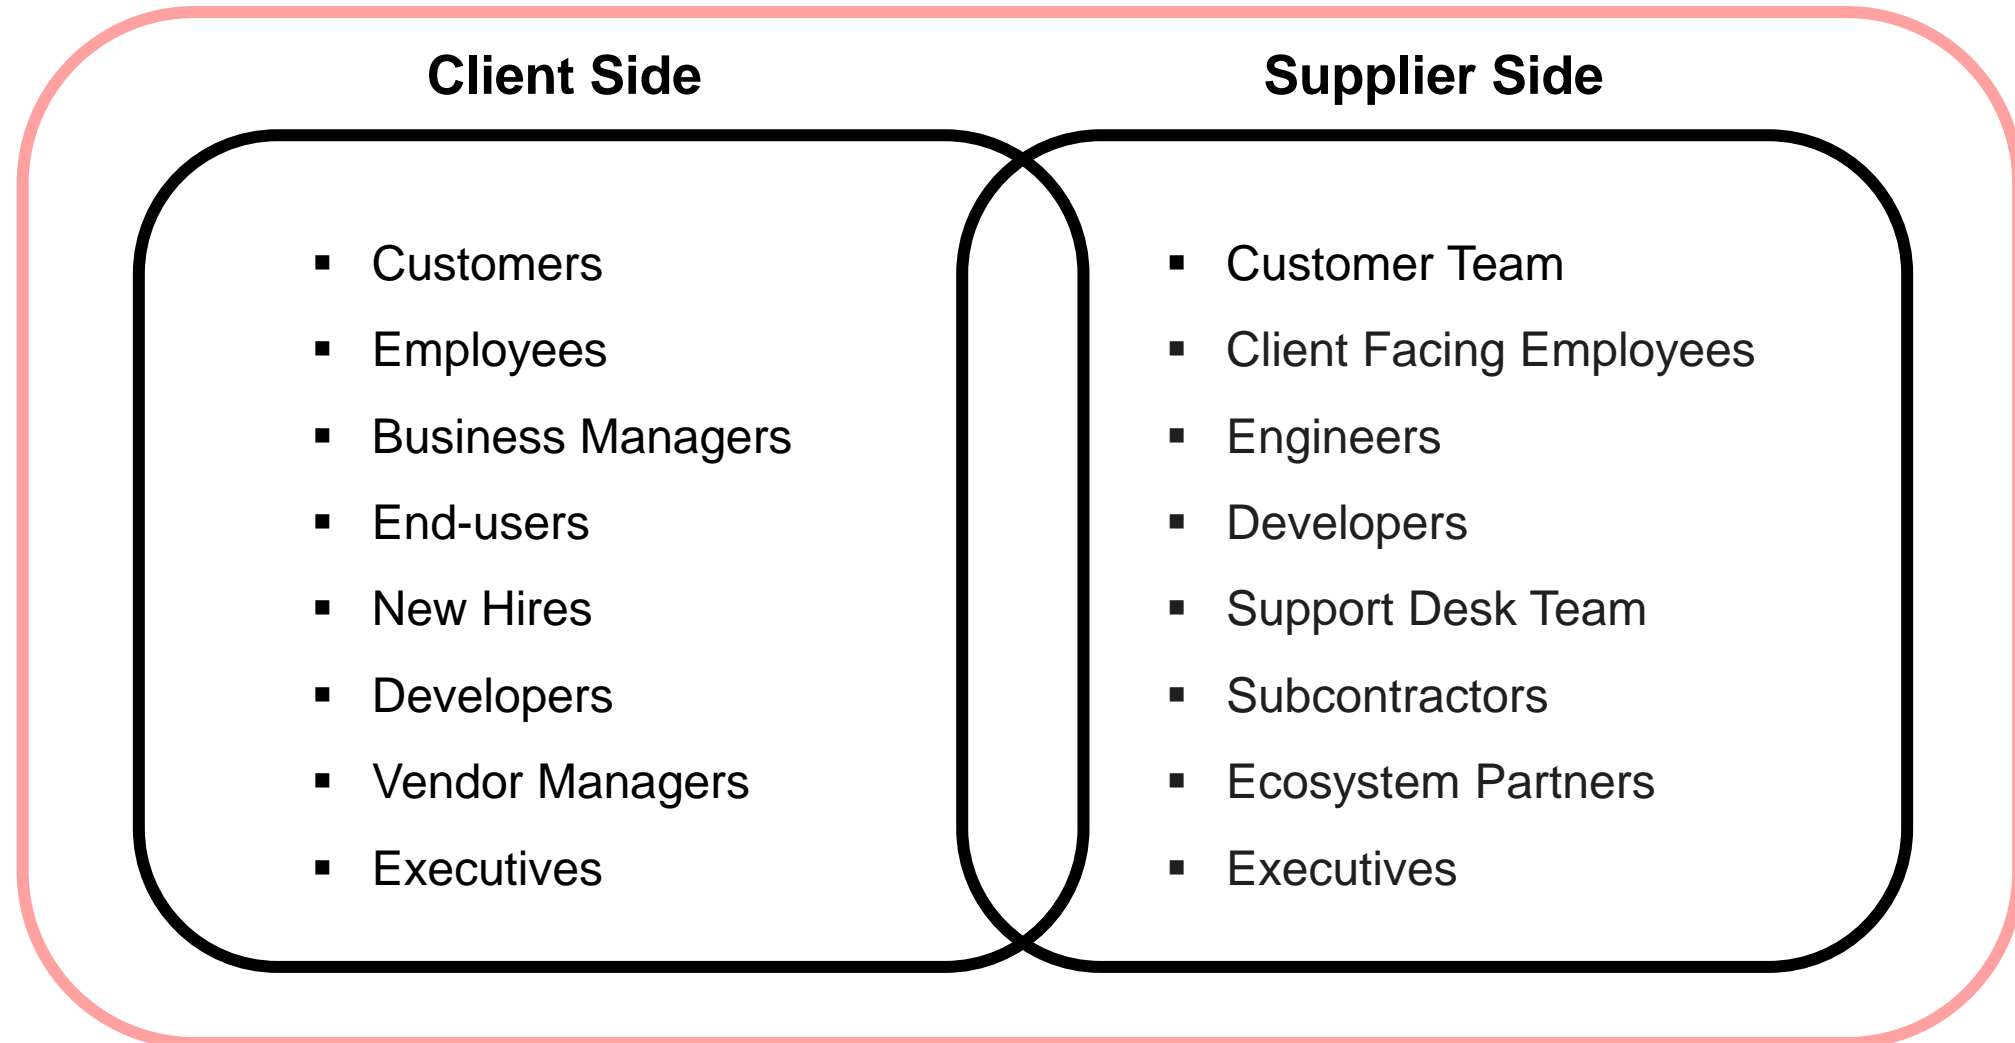 Client Side
▪ Customers
▪ Employees
▪ Business Managers
▪ End-users
▪ New Hires
▪ Developers
▪ Vendor Managers
▪ Executives
Supplier Side
▪ Customer Team
▪ Client Facing Employees
▪ Engineers
▪ Developers
▪ Support Desk Team
▪ Subcontractors
▪ Ecosystem Partners
▪ Executives